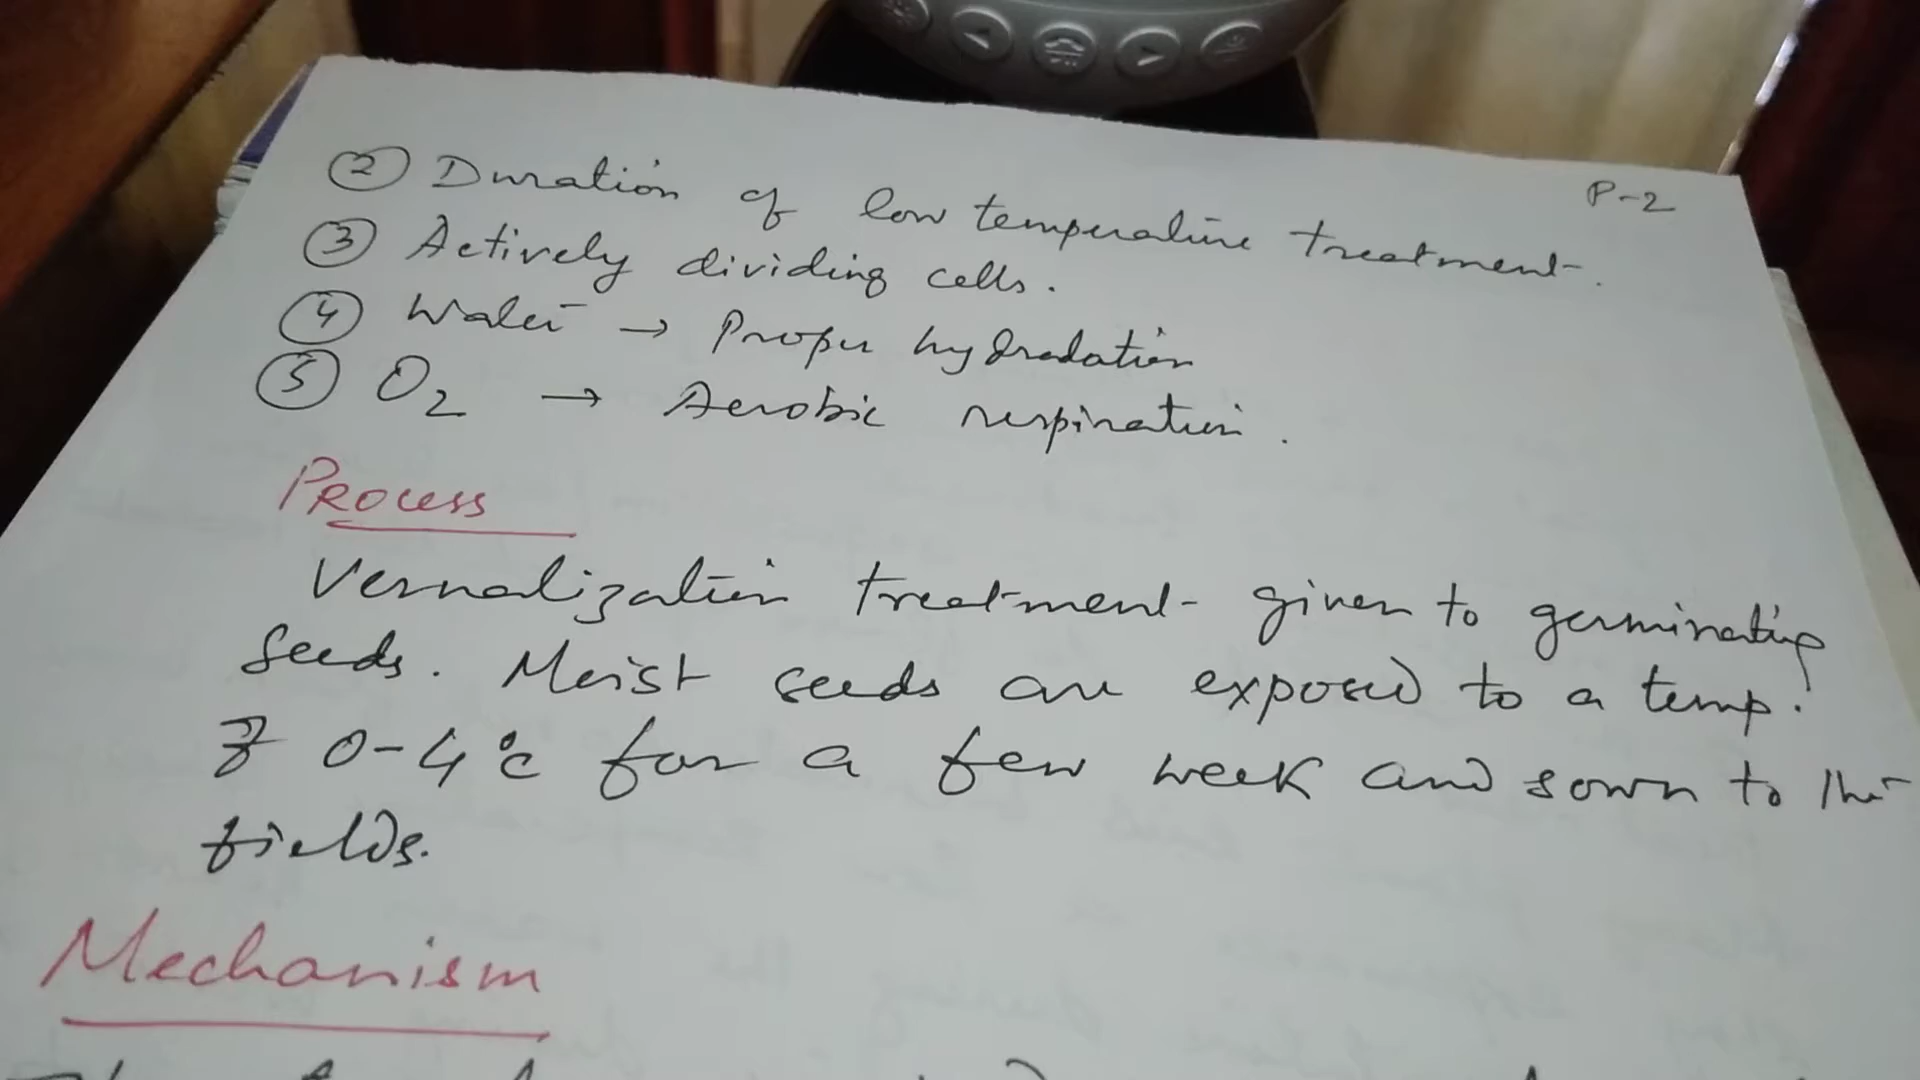 P-2
② Duration of low temperature treatment.
③ Actively dividing cells.
④ Water → Proper hydradation
⑤ O2 → Aerobic respiration.
Process
Vernalization treatment given to germinating
seeds. Moist seeds are exposed to a temp.
of 0-4°c for a few week and sown to the
fields.
Mechanism